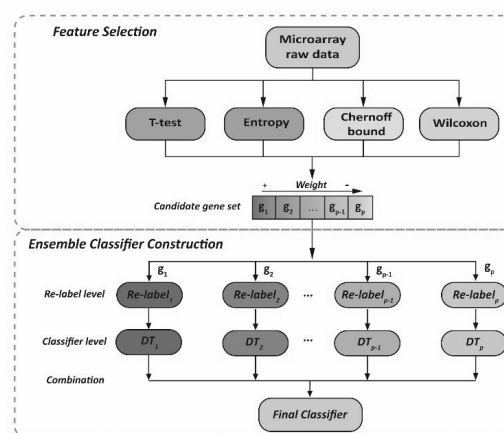 Feature Selection
Microarray
raw data
T-test
Entropy
Chernoff
bound
Wilcoxon
+ Weight -
Candidate gene set
g1 g2 ... gp-1 gp
Ensemble Classifier Construction
g1 g2 gp-1 gp
Re-label level
Re-label1 Re-label2 ... Re-labelp-1 Re-labelp
Classifier level
DT1 DT2 ... DTp-1 DTp
Combination
Final Classifier